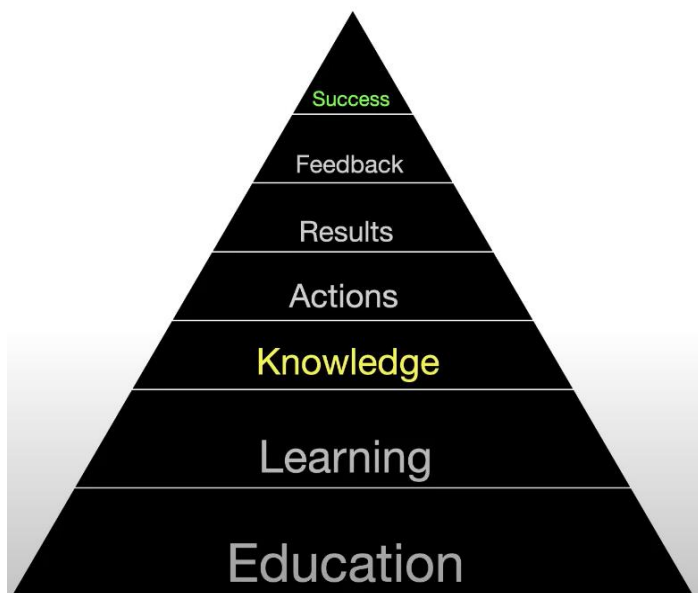 Success
Feedback
Results
Actions
Knowledge
Learning
Education